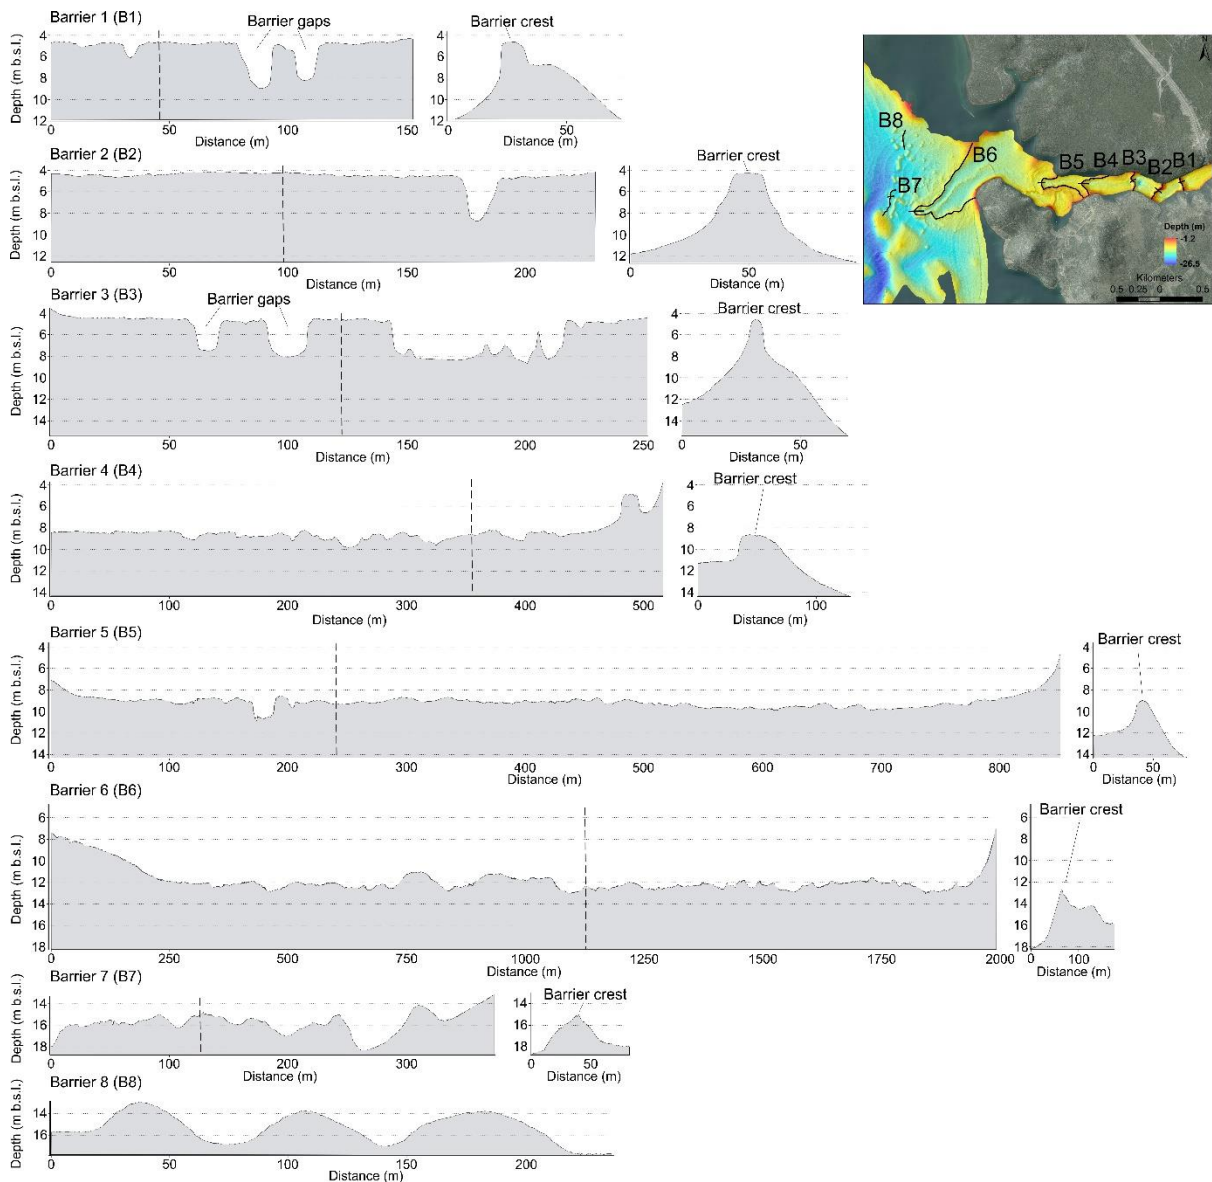 Barrier 1 (B1)
Barrier gaps
Barrier crest
Depth (m b.s.l.)
4
6
8
10
12
0 50 100 150
Distance (m)
4
6
8
10
12
0 50
Distance (m)
Barrier 2 (B2)
Barrier crest
Depth (m b.s.l.)
4
6
8
10
12
0 50 100 150 200
Distance (m)
4
6
8
10
12
0 50
Distance (m)
Barrier 3 (B3)
Barrier gaps
Barrier crest
Depth (m b.s.l.)
4
6
8
10
12
14
0 50 100 150 200 250
Distance (m)
4
6
8
10
12
14
0 50
Distance (m)
Barrier 4 (B4)
Barrier crest
Depth (m b.s.l.)
4
6
8
10
12
14
0 100 200 300 400 500
Distance (m)
4
6
8
10
12
14
0 100
Distance (m)
Barrier 5 (B5)
Barrier crest
Depth (m b.s.l.)
4
6
8
10
12
14
0 100 200 300 400 500 600 700 800
Distance (m)
4
6
8
10
12
14
0 50
Distance (m)
Barrier 6 (B6)
Barrier crest
Depth (m b.s.l.)
6
8
10
12
14
16
18
0 250 500 750 1000 1250 1500 1750 2000
Distance (m)
6
8
10
12
14
16
18
0 100
Distance (m)
Barrier 7 (B7)
Barrier crest
Depth (m b.s.l.)
14
16
18
0 100 200 300
Distance (m)
14
16
18
0 40 80
Distance (m)
Barrier 8 (B8)
Depth (m b.s.l.)
14
16
0 50 100 150 200
Distance (m)
N
B8
B7
B6
B5 B4 B3 B2 B1
Depth (m)
-1.2
-26.5
Kilometers
0.5 0.25 0 0.5